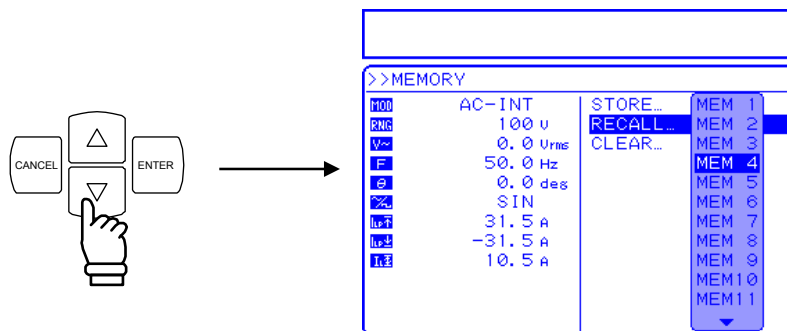 CANCEL
ENTER
>>MEMORY
MOD AC-INT
RNG 100 V
V~ 0.0 Vrms
F 50.0 Hz
θ 0.0 deg
SIN
31.5 A
-31.5 A
10.5 A
STORE…
RECALL…
CLEAR…
MEM 1
MEM 2
MEM 3
MEM 4
MEM 5
MEM 6
MEM 7
MEM 8
MEM 9
MEM10
MEM11